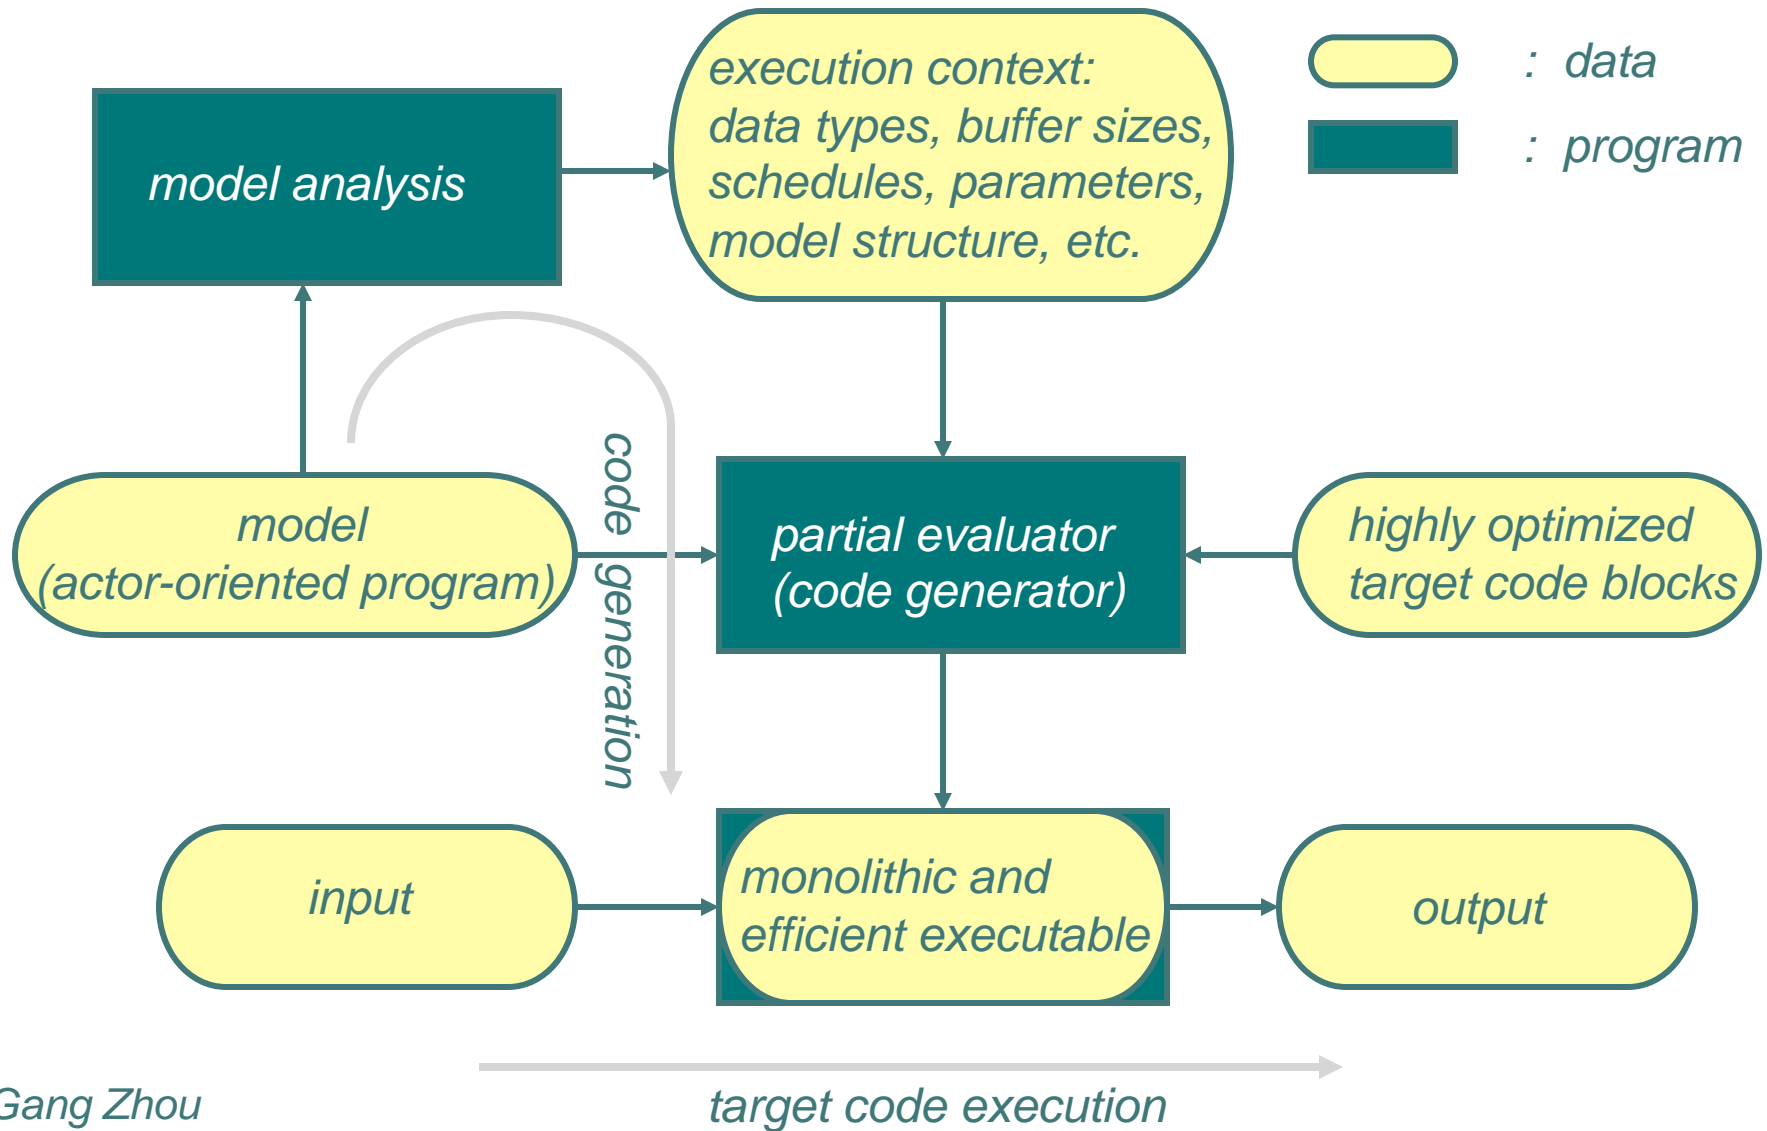 execution context:
data types, buffer sizes,
schedules, parameters,
model structure, etc.
: data
: program
model analysis
code generation
model
(actor-oriented program)
partial evaluator
(code generator)
highly optimized
target code blocks
input
monolithic and
efficient executable
output
Gang Zhou
target code execution